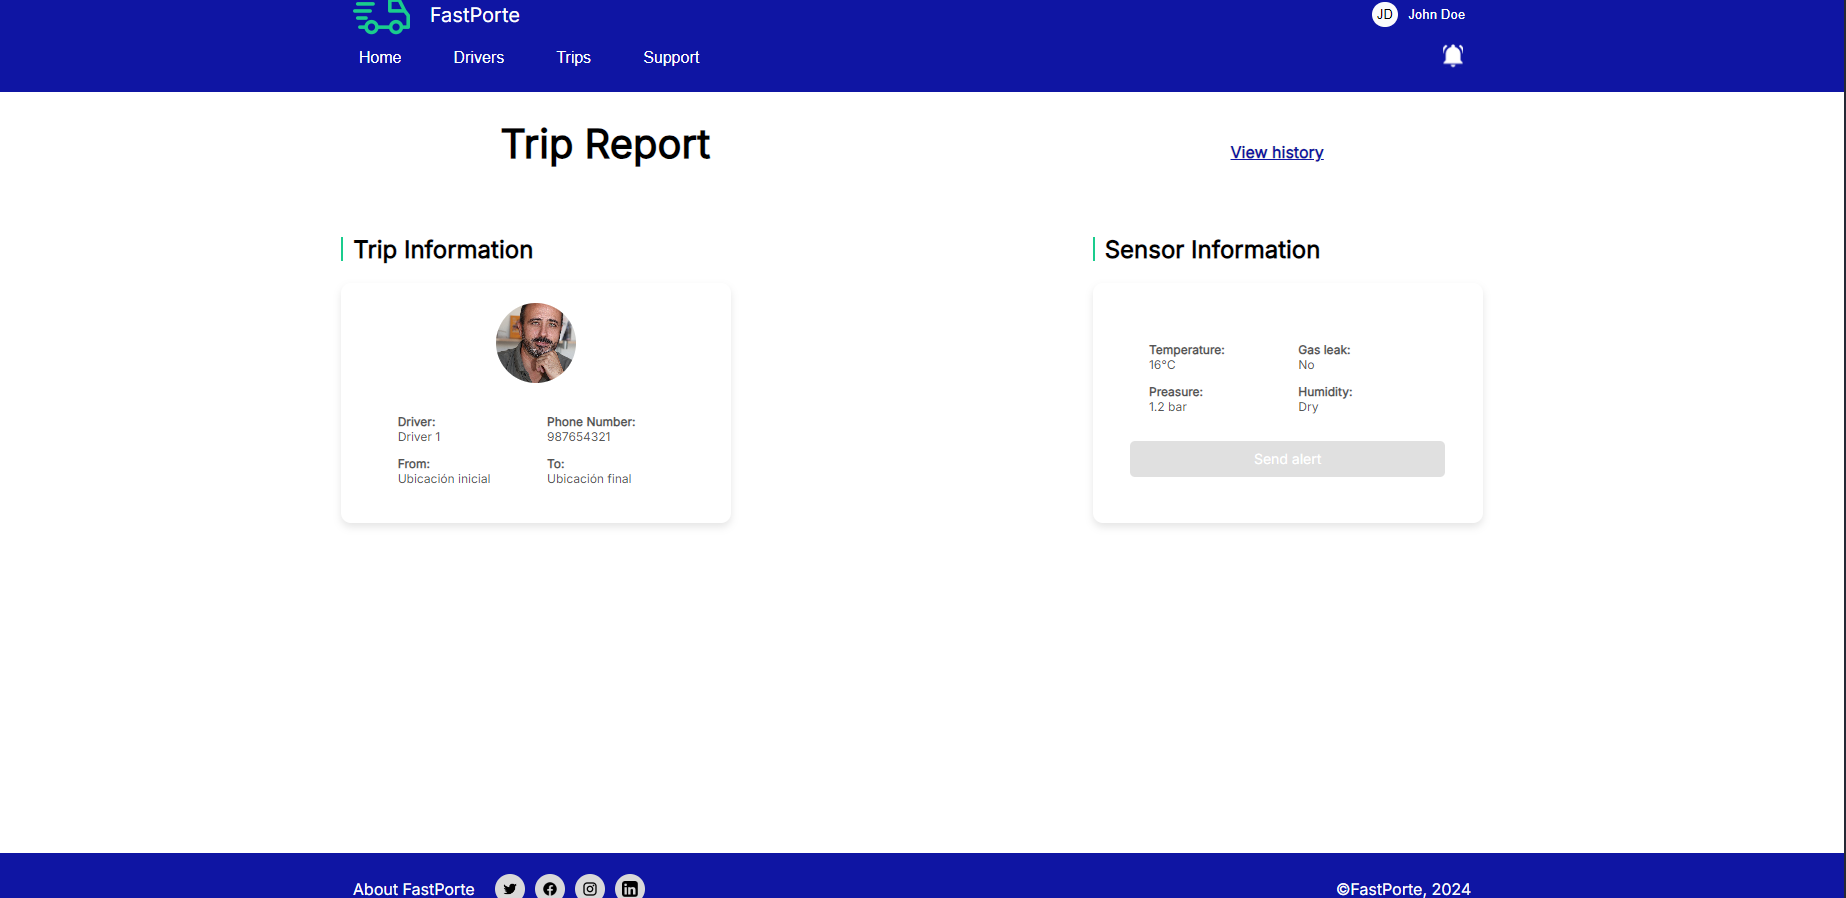 FastPorte
JD John Doe
Home Drivers Trips Support
Trip Report
View history
Trip Information
Driver:
Driver 1
Phone Number:
987654321
From:
Ubicación inicial
To:
Ubicación final
Sensor Information
Temperature:
16°C
Gas leak:
No
Preasure:
1.2 bar
Humidity:
Dry
Send alert
About FastPorte
©FastPorte, 2024